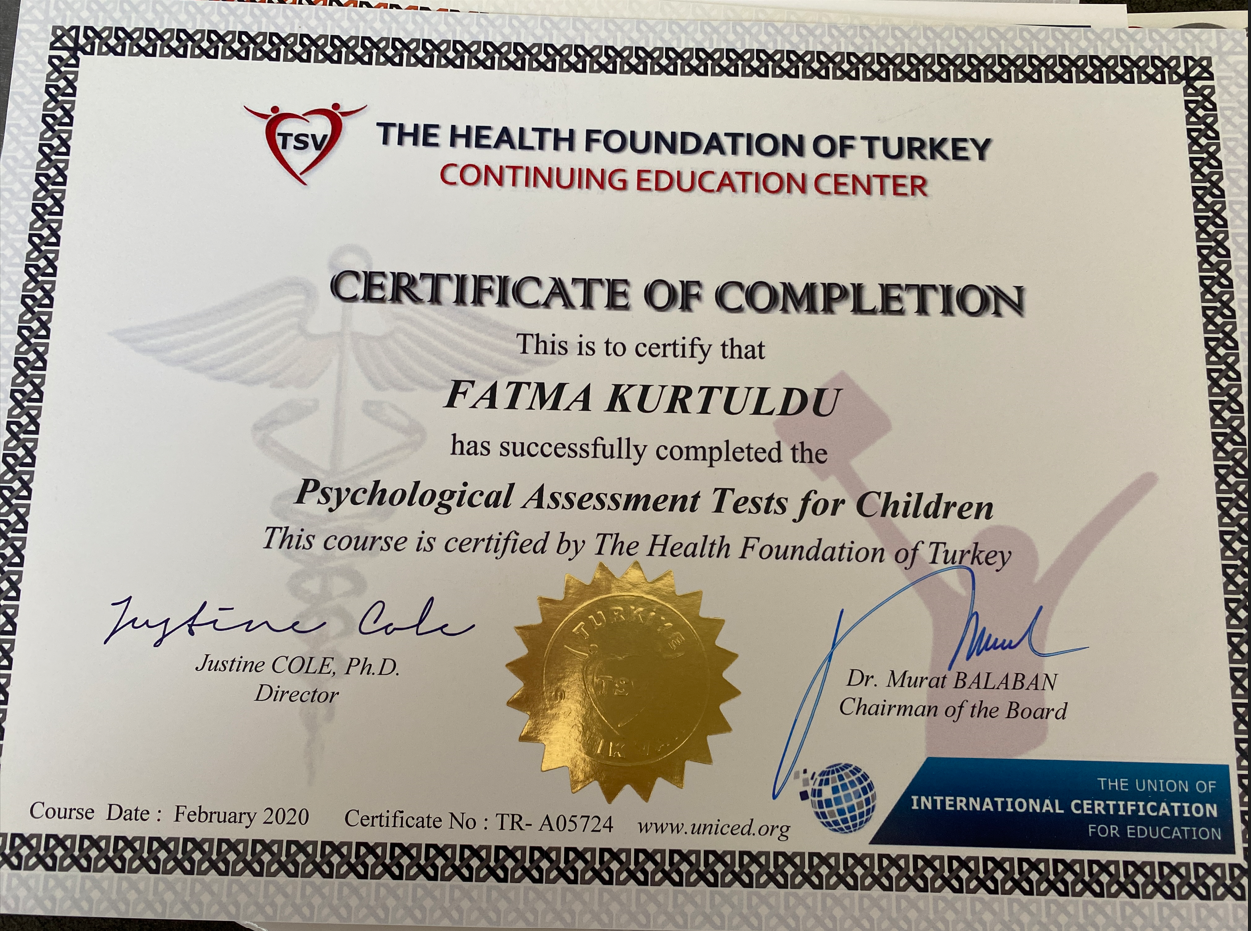 TSV
THE HEALTH FOUNDATION OF TURKEY
CONTINUING EDUCATION CENTER
CERTIFICATE OF COMPLETION
This is to certify that
FATMA KURTULDU
has successfully completed the
Psychological Assessment Tests for Children
This course is certified by The Health Foundation of Turkey
TÜRKİYE
Justine Cole
Justine COLE, Ph.D.
Director
Dr. Murat BALABAN
Chairman of the Board
Course Date : February 2020
Certificate No : TR- A05724
www.uniced.org
THE UNION OF
INTERNATIONAL CERTIFICATION
FOR EDUCATION